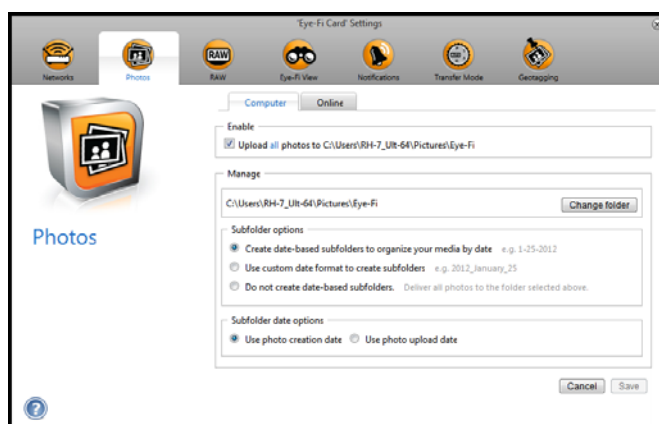 'Eye-Fi Card' Settings
Networks
Photos
RAW
RAW
Eye-Fi View
Notifications
Transfer Mode
Geotagging
Computer
Online
Enable
Upload all photos to C:\Users\RH-7_Ult-64\Pictures\Eye-Fi
Manage
C:\Users\RH-7_Ult-64\Pictures\Eye-Fi
Change folder
Photos
Subfolder options
Create date-based subfolders to organize your media by date e.g. 1-25-2012
Use custom date format to create subfolders e.g. 2012_January_25
Do not create date-based subfolders. Deliver all photos to the folder selected above.
Subfolder date options
Use photo creation date Use photo upload date
Cancel
Save
?